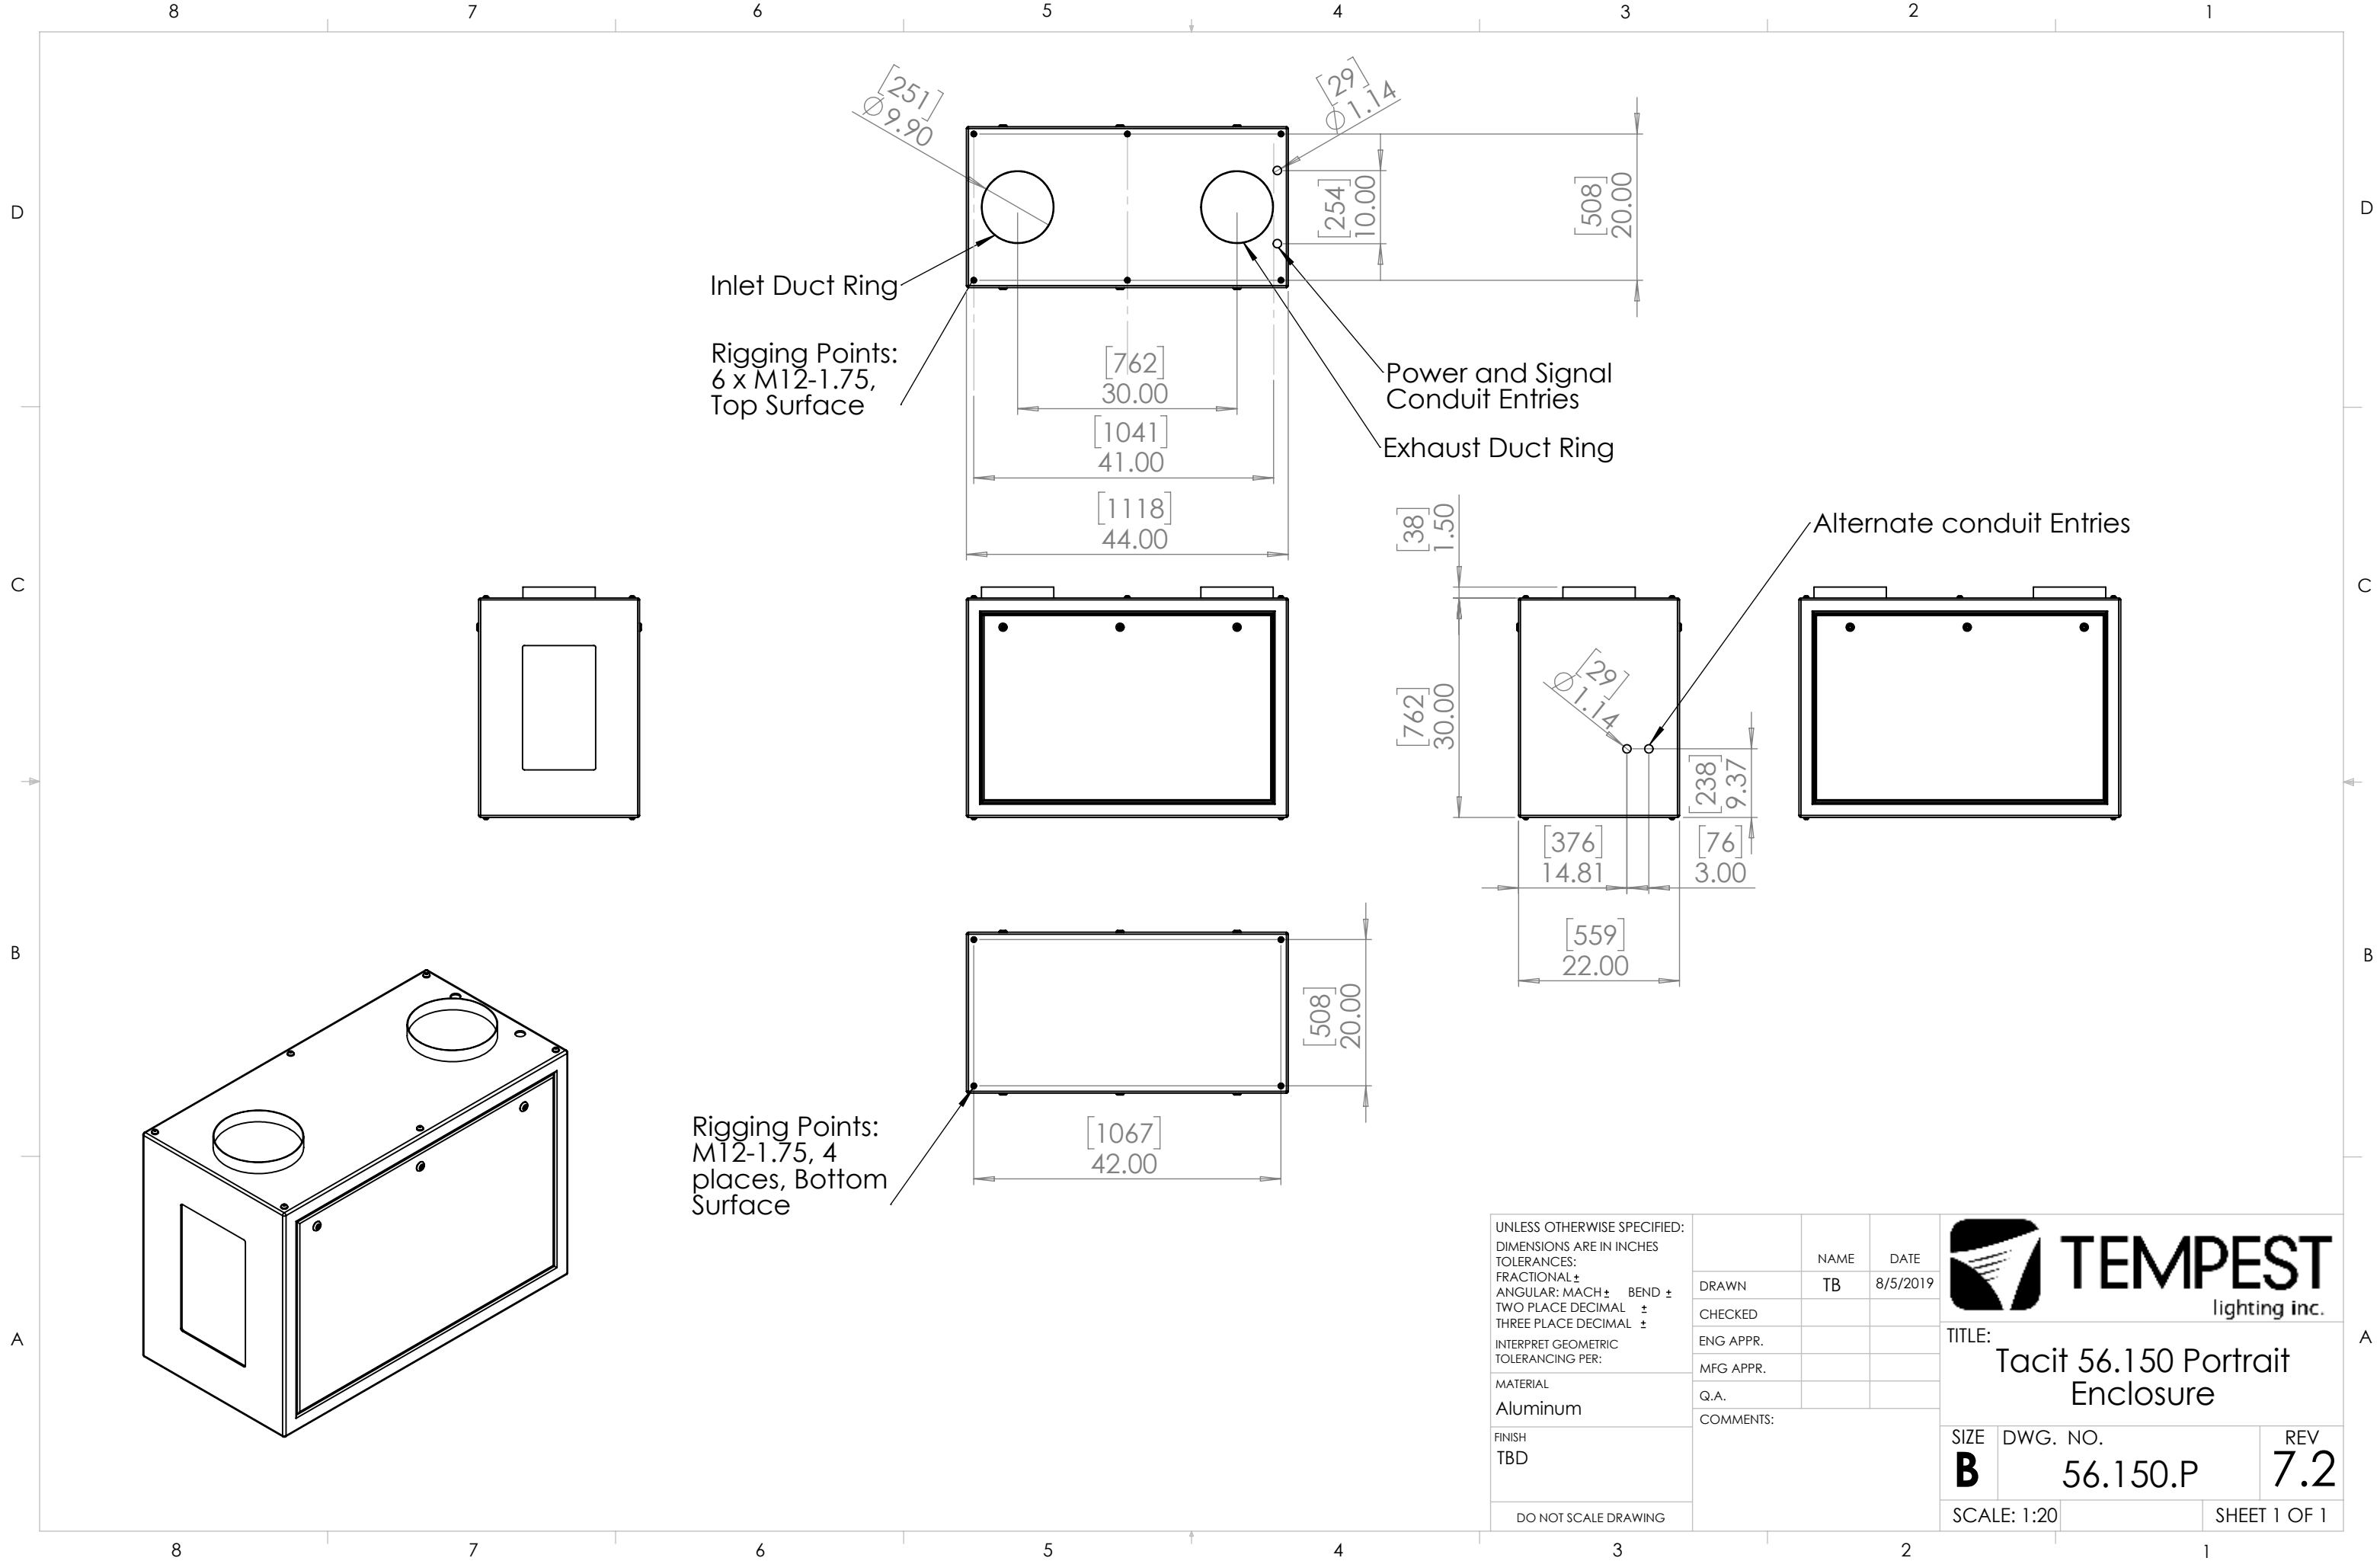 8 7 6 5 4 3 2 1
[251]
∅9.90
[29]
∅1.14
[254]
10.00
[508]
20.00
D D
Inlet Duct Ring
Rigging Points:
6 x M12-1.75,
Top Surface
[762]
30.00
Power and Signal
Conduit Entries
Exhaust Duct Ring
[1041]
41.00
[1118]
44.00
[38]
1.50
Alternate conduit Entries
C C
[762]
30.00
[29]
∅1.14
[238]
9.37
[376]
14.81
[76]
3.00
[559]
22.00
B B
[508]
20.00
Rigging Points:
M12-1.75, 4
places, Bottom
Surface
[1067]
42.00
A A
UNLESS OTHERWISE SPECIFIED:
DIMENSIONS ARE IN INCHES
TOLERANCES:
FRACTIONAL ±
ANGULAR: MACH ± BEND ±
TWO PLACE DECIMAL ±
THREE PLACE DECIMAL ±
INTERPRET GEOMETRIC
TOLERANCING PER:
MATERIAL
Aluminum
FINISH
TBD
DO NOT SCALE DRAWING
NAME DATE
DRAWN TB 8/5/2019
CHECKED
ENG APPR.
MFG APPR.
Q.A.
COMMENTS:
TEMPEST
lighting inc.
TITLE:
Tacit 56.150 Portrait
Enclosure
SIZE DWG. NO. REV
B 56.150.P 7.2
SCALE: 1:20 SHEET 1 OF 1
8 7 6 5 4 3 2 1